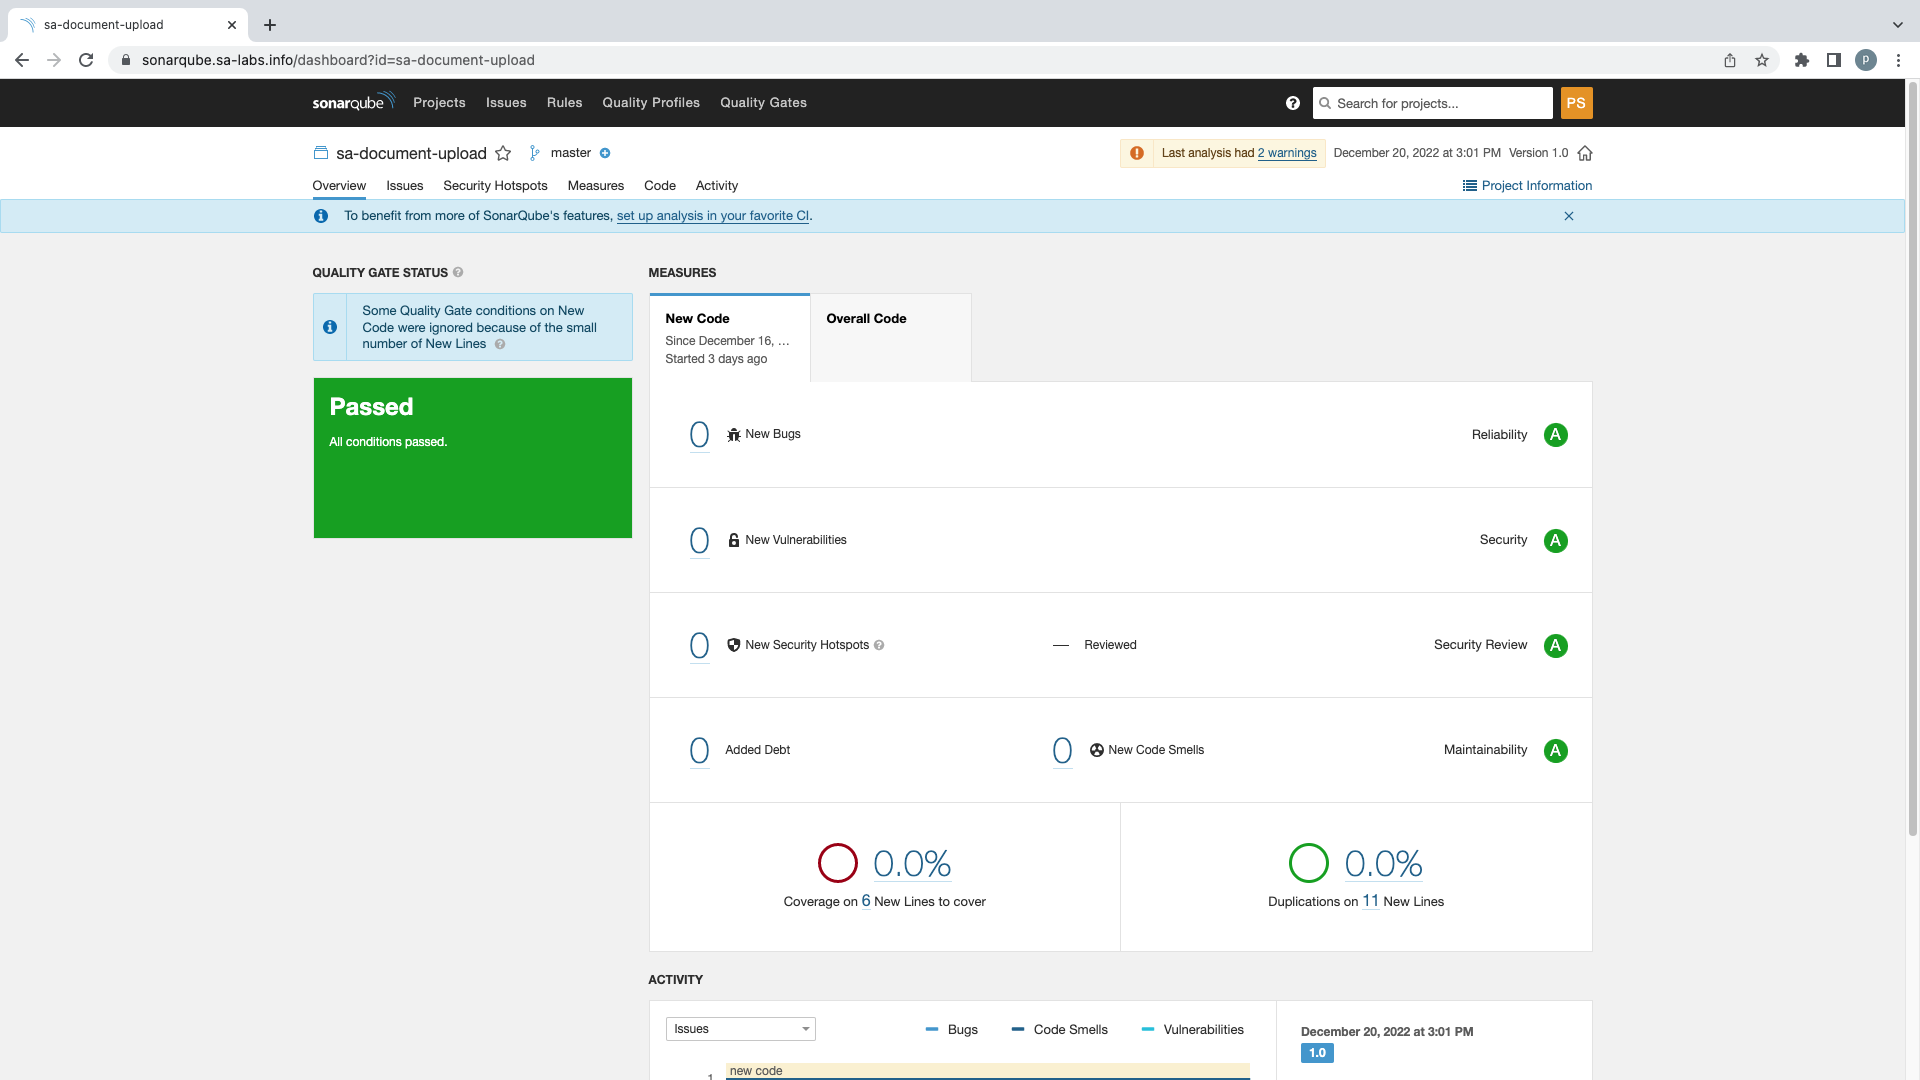 sa-document-upload
sonarqube.sa-labs.info/dashboard?id=sa-document-upload
P
sonarqube Projects Issues Rules Quality Profiles Quality Gates
Search for projects...
PS
sa-document-upload master
Last analysis had 2 warnings December 20, 2022 at 3:01 PM Version 1.0
Overview Issues Security Hotspots Measures Code Activity
Project Information
To benefit from more of SonarQube's features, set up analysis in your favorite CI.
QUALITY GATE STATUS
Some Quality Gate conditions on New
Code were ignored because of the small
number of New Lines
Passed
All conditions passed.
MEASURES
New Code
Since December 16, ...
Started 3 days ago
Overall Code
0 New Bugs Reliability A
0 New Vulnerabilities Security A
0 New Security Hotspots — Reviewed Security Review A
0 Added Debt 0 New Code Smells Maintainability A
0.0%
Coverage on 6 New Lines to cover
0.0%
Duplications on 11 New Lines
ACTIVITY
Issues
Bugs Code Smells Vulnerabilities
new code
1
December 20, 2022 at 3:01 PM
1.0